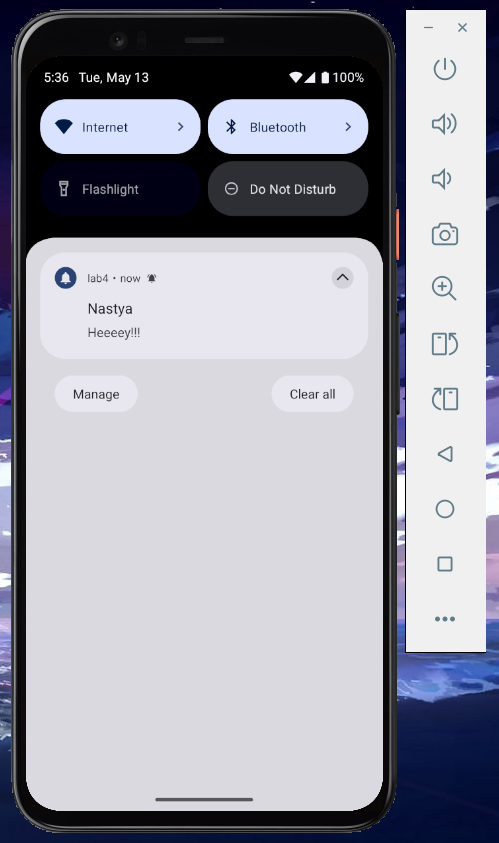 5:36 Tue, May 13 100%
Internet Bluetooth
Flashlight Do Not Disturb
lab4 • now
Nastya
Heeeey!!!
Manage Clear all